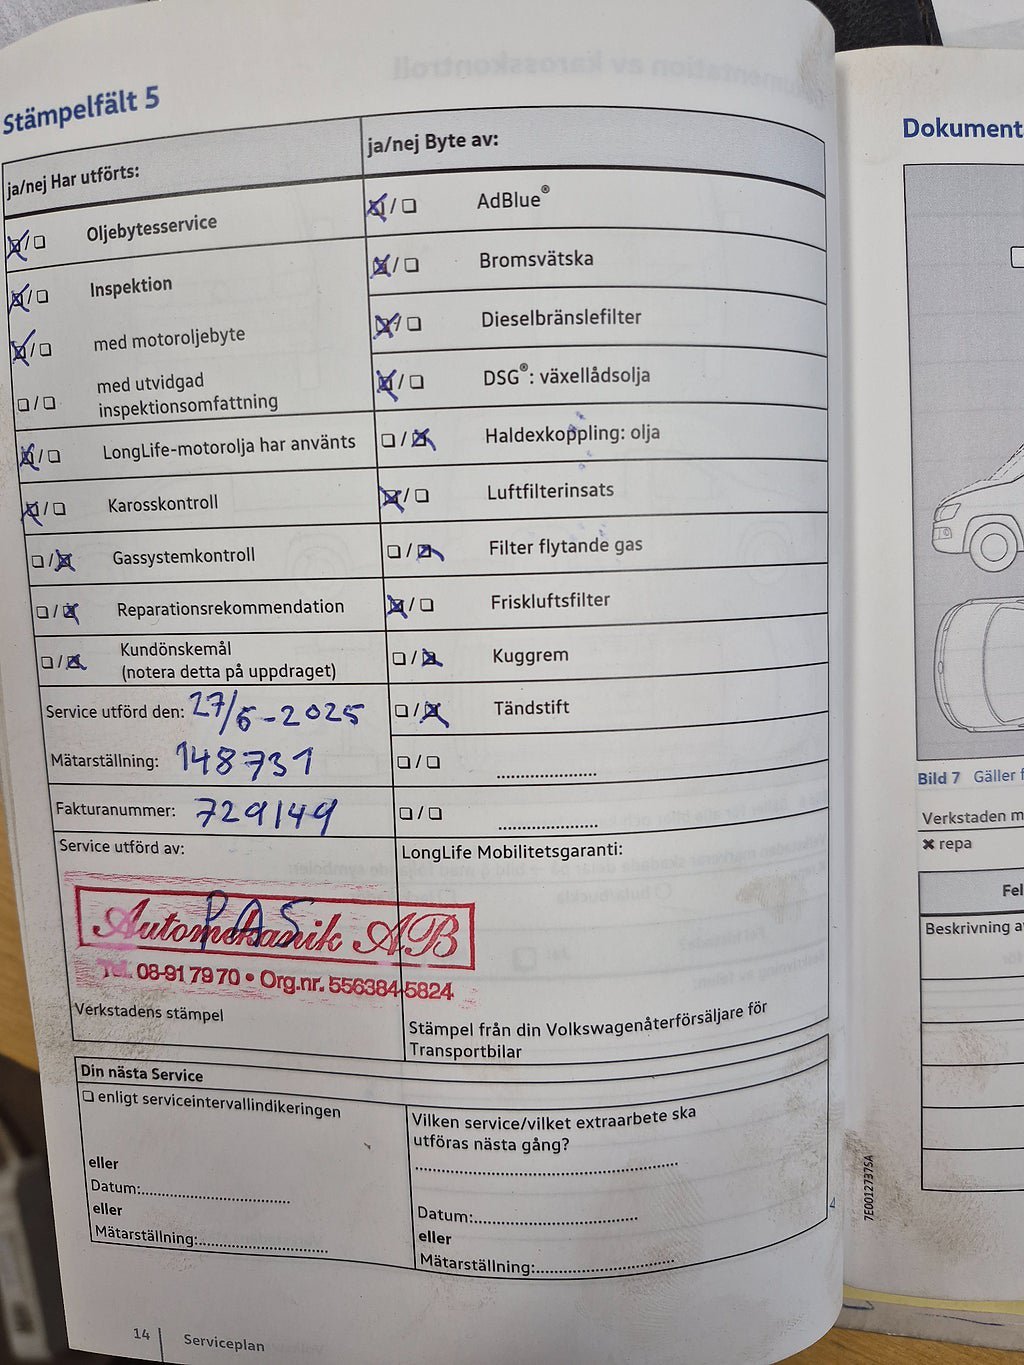 Stämpelfält 5
ja/nej Har utförts:
Oljebytesservice
Inspektion
med motoroljebyte
med utvidgad
inspektionsomfattning
LongLife-motorolja har använts
Karosskontroll
Gassystemkontroll
Reparationsrekommendation
Kundönskemål
(notera detta på uppdraget)
Service utförd den: 27/6-2025
Mätarställning: 148731
Fakturanummer: 729149
Service utförd av:
PAS
Automekanik AB
Tel. 08-91 79 70 • Org.nr. 556384-5824
Verkstadens stämpel
ja/nej Byte av:
AdBlue®
Bromsvätska
Dieselbränslefilter
DSG®: växellådsolja
Haldexkoppling: olja
Luftfilterinsats
Filter flytande gas
Friskluftsfilter
Kuggrem
Tändstift
LongLife Mobilitetsgaranti:
Stämpel från din Volkswagenåterförsäljare för
Transportbilar
Din nästa Service
enligt serviceintervallindikeringen
eller
Datum:
eller
Mätarställning:
Vilken service/vilket extraarbete ska
utföras nästa gång?
Datum:
eller
Mätarställning:
14 Serviceplan
Dokument
Bild 7 Gäller f
Verkstaden m
✖ repa
Fel
Beskrivning a
7E0012737SA